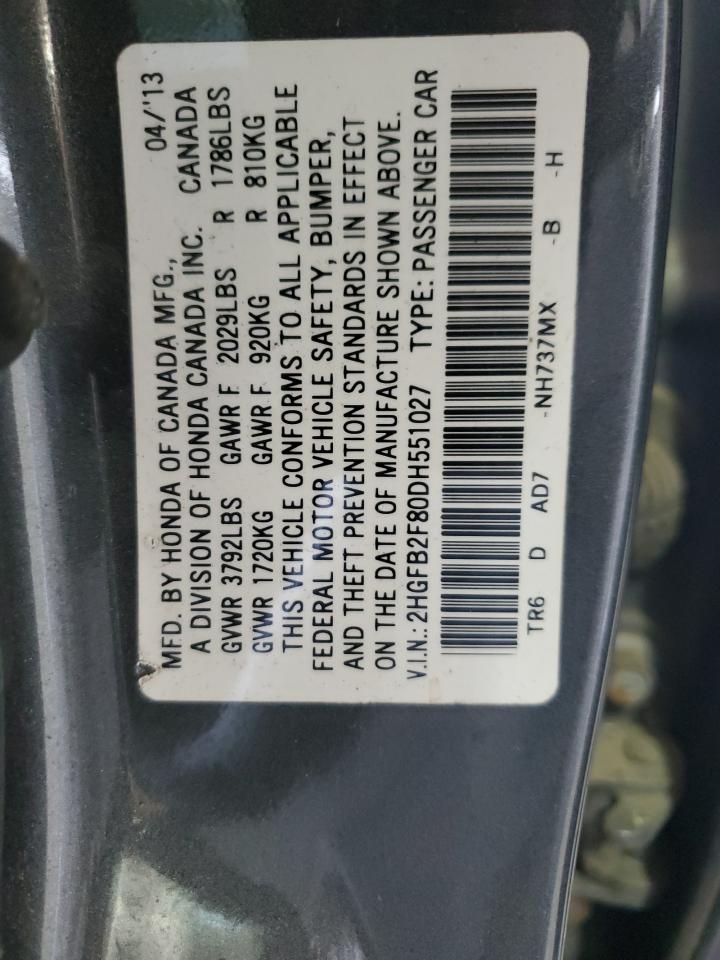 MFD. BY HONDA OF CANADA MFG., 04/'13
A DIVISION OF HONDA CANADA INC. CANADA
GVWR 3792LBS GAWR F 2029LBS R 1786LBS
GVWR 1720KG GAWR F 920KG R 810KG
THIS VEHICLE CONFORMS TO ALL APPLICABLE
FEDERAL MOTOR VEHICLE SAFETY, BUMPER,
AND THEFT PREVENTION STANDARDS IN EFFECT
ON THE DATE OF MANUFACTURE SHOWN ABOVE.
V.I.N.: 2HGFB2F80DH551027 TYPE: PASSENGER CAR
TR6 D AD7 -NH737MX -B -H